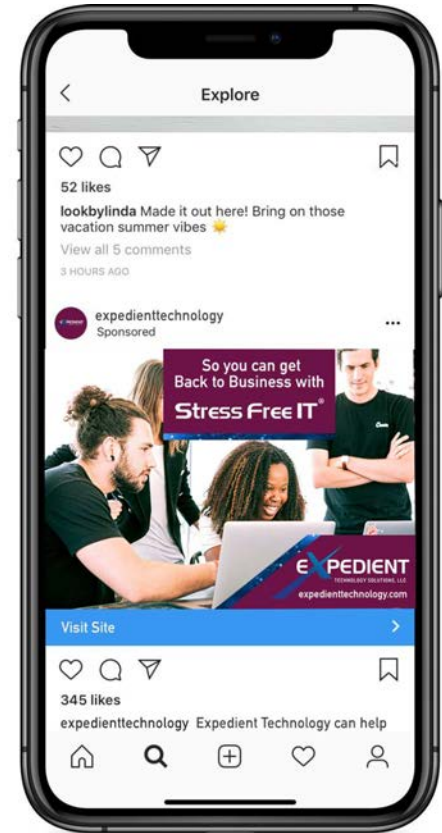 Explore
52 likes
lookbylinda Made it out here! Bring on those
vacation summer vibes ☀️
View all 5 comments
3 HOURS AGO
expedienttechnology
Sponsored
So you can get
Back to Business with
Stress Free IT®
EXPEDIENT
TECHNOLOGY SOLUTIONS, LLC
expedienttechnology.com
Visit Site
345 likes
expedienttechnology Expedient Technology can help